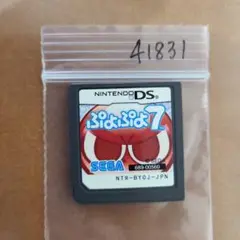 41831
NINTENDO DS
ぷよぷよ7
SEGA
NTR-BYOJ-JPN